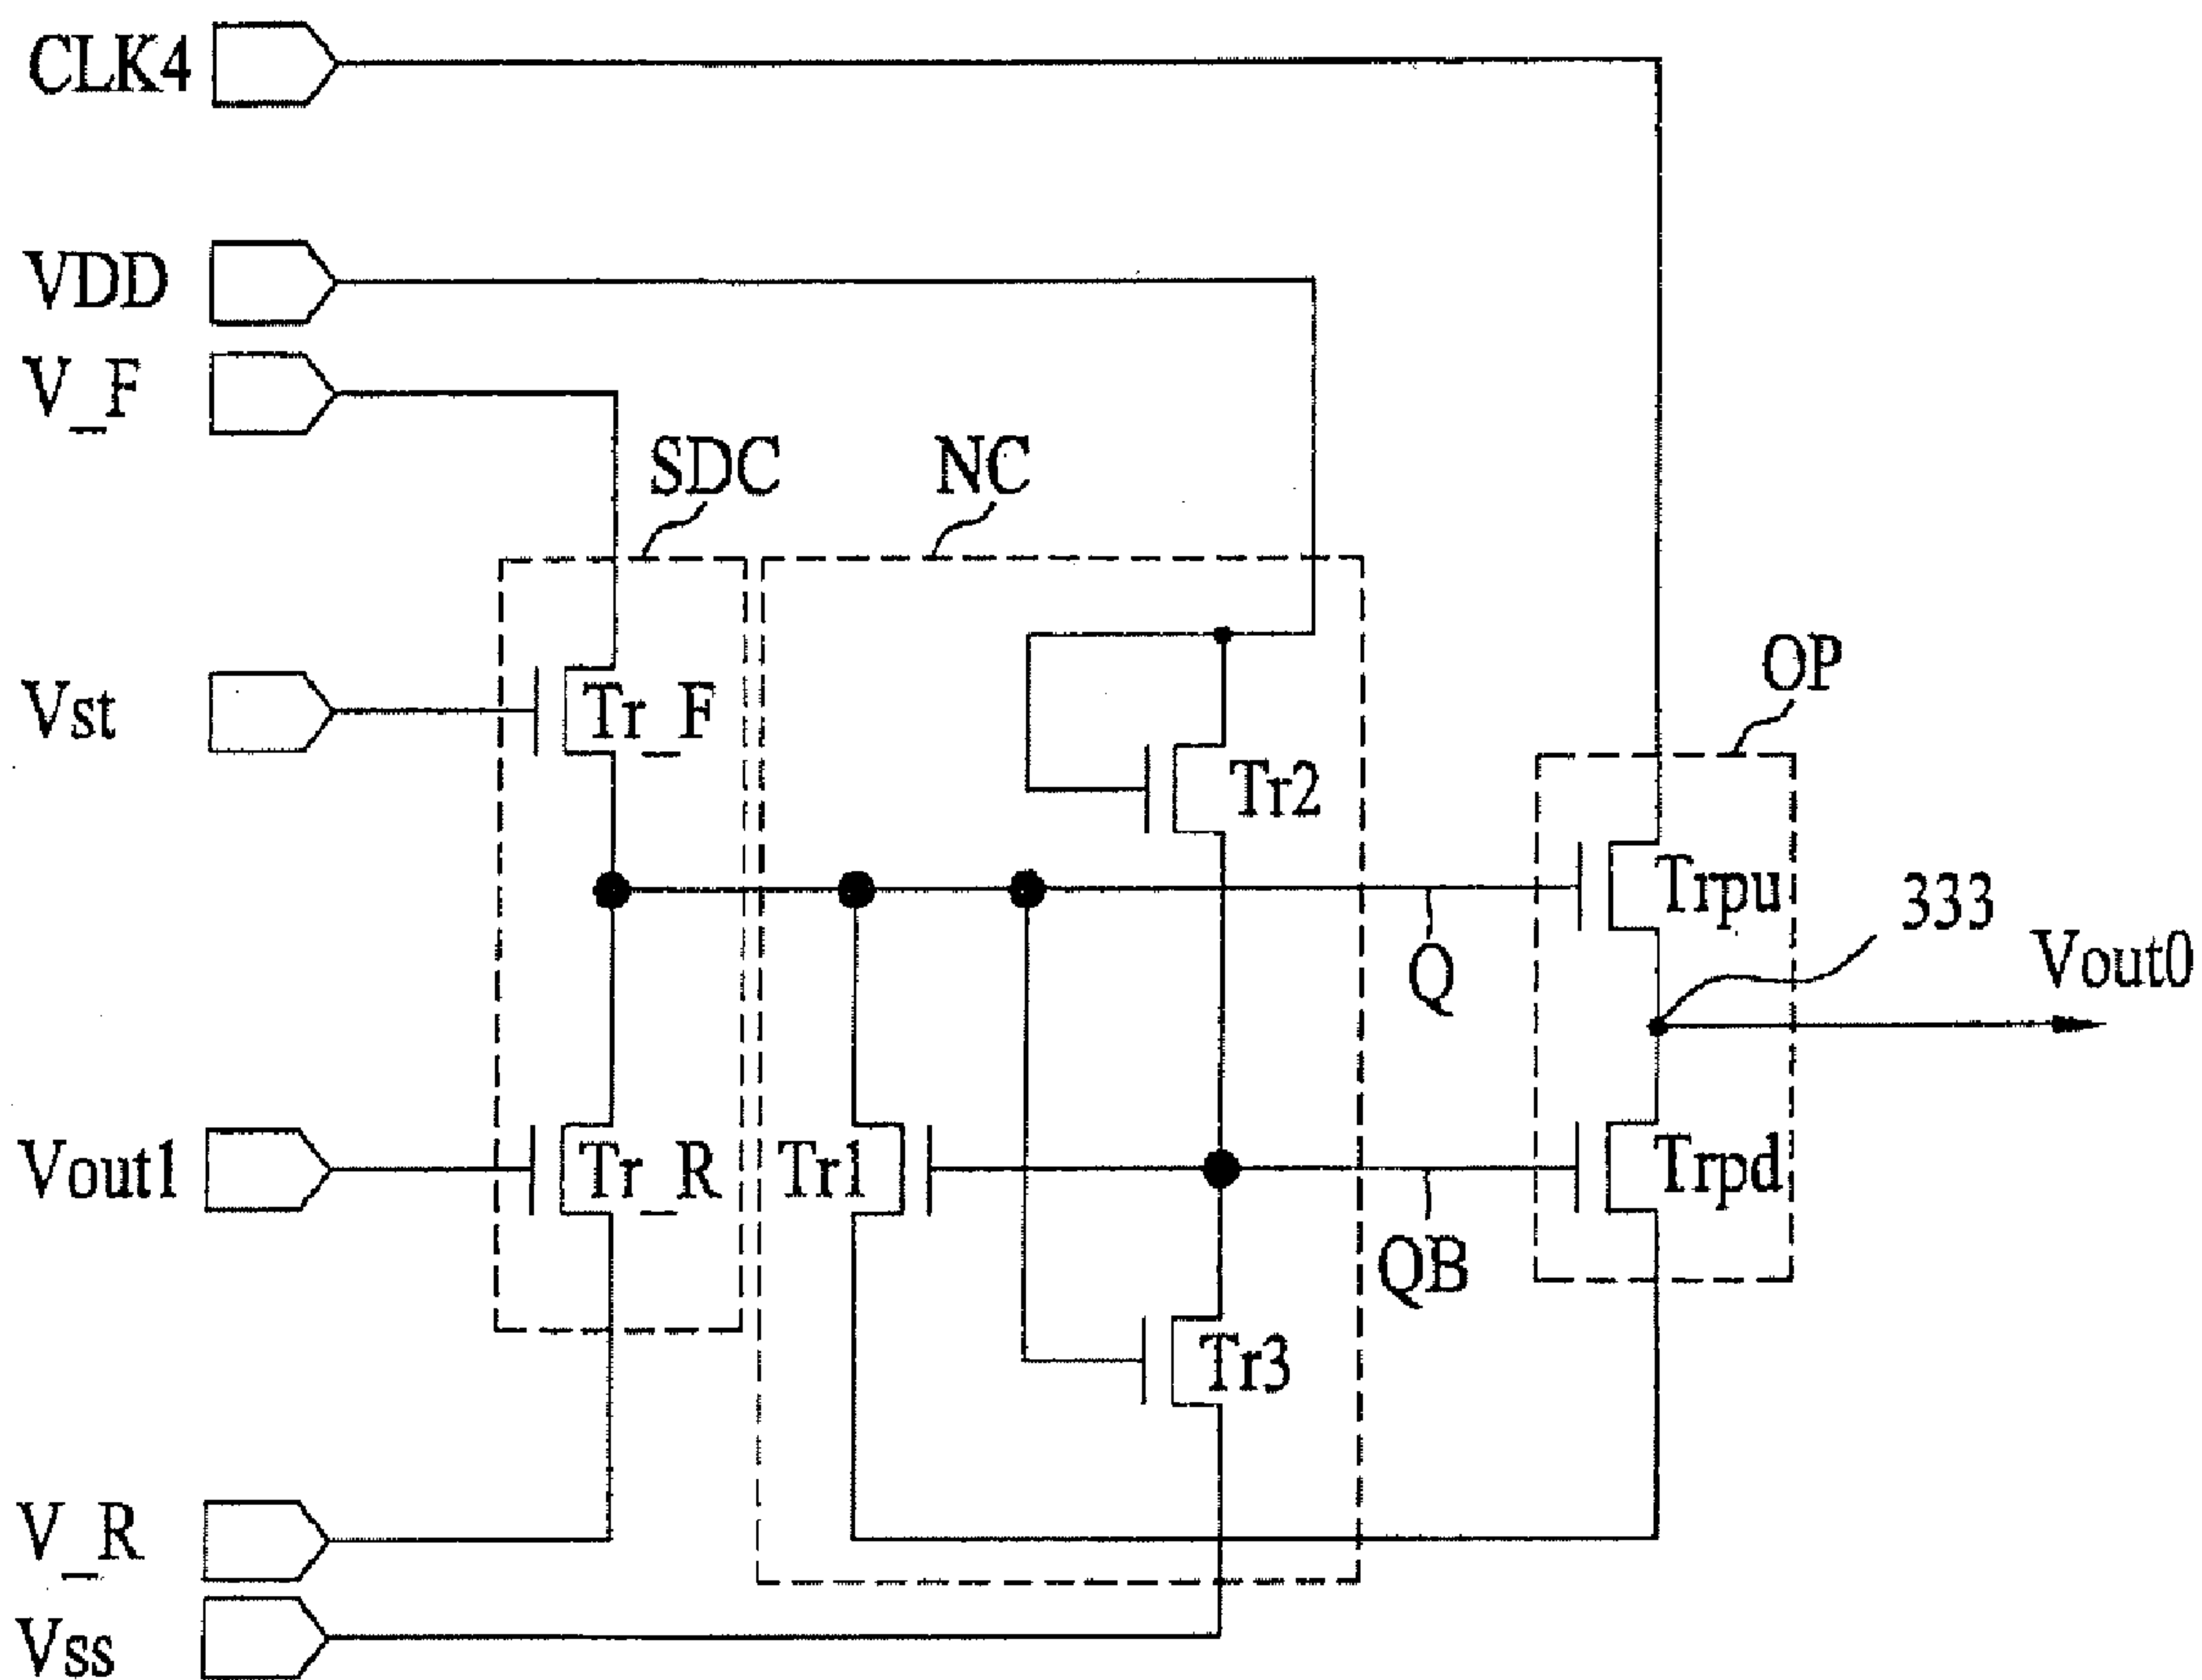 CLK4
VDD
V_F
SDC
NC
Vst
Tr_F
Tr2
OP
Trpu
333
Vout0
Q
Vout1
Tr_R
Tr1
Trpd
QB
Tr3
V_R
Vss